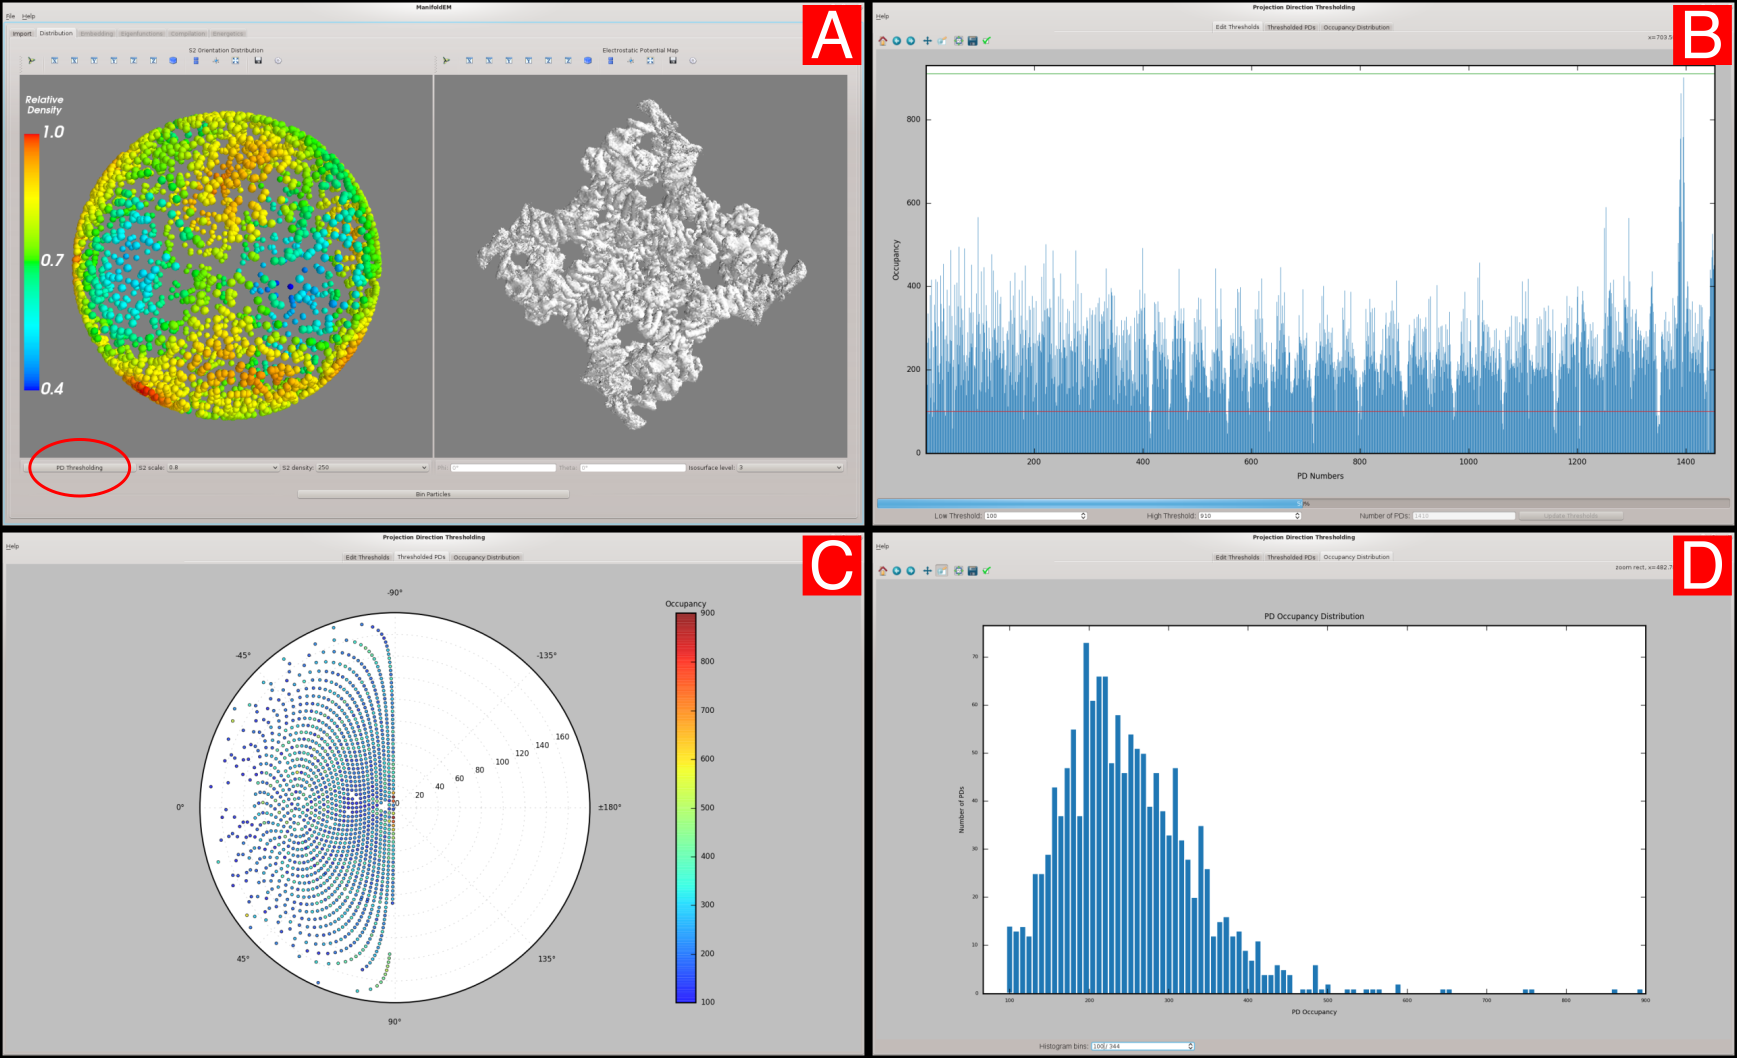 ManifoldEM
File Help
Import Distribution Embedding Eigenfunctions Compilation Energetics
S2 Orientation Distribution
Electrostatic Potential Map
A
Relative
Density
1.0
0.7
0.4
PD Thresholding S2 scale: 0.8 S2 density: 250 Phi: 0° Theta: 0° Isosurface level: 3
Bin Particles
Projection Direction Thresholding
Help
Edit Thresholds Thresholded PDs Occupancy Distribution
B
800
600
400
200
0
Occupancy
200 400 600 800 1000 1200 1400
PD Numbers
Low Threshold: 100 High Threshold: 910 Number of PDs: 1410 Update Thresholds
Projection Direction Thresholding
Help
Edit Thresholds Thresholded PDs Occupancy Distribution
C
-90°
-45° -135°
0° ±180°
45° 135°
90°
0 20 40 60 80 100 120 140 160
Occupancy
900
800
700
600
500
400
300
200
100
Projection Direction Thresholding
Help
Edit Thresholds Thresholded PDs Occupancy Distribution
D
PD Occupancy Distribution
70
60
50
40
30
20
10
0
Number of PDs
100 200 300 400 500 600 700 800 900
PD Occupancy
Histogram bins: 100 / 344